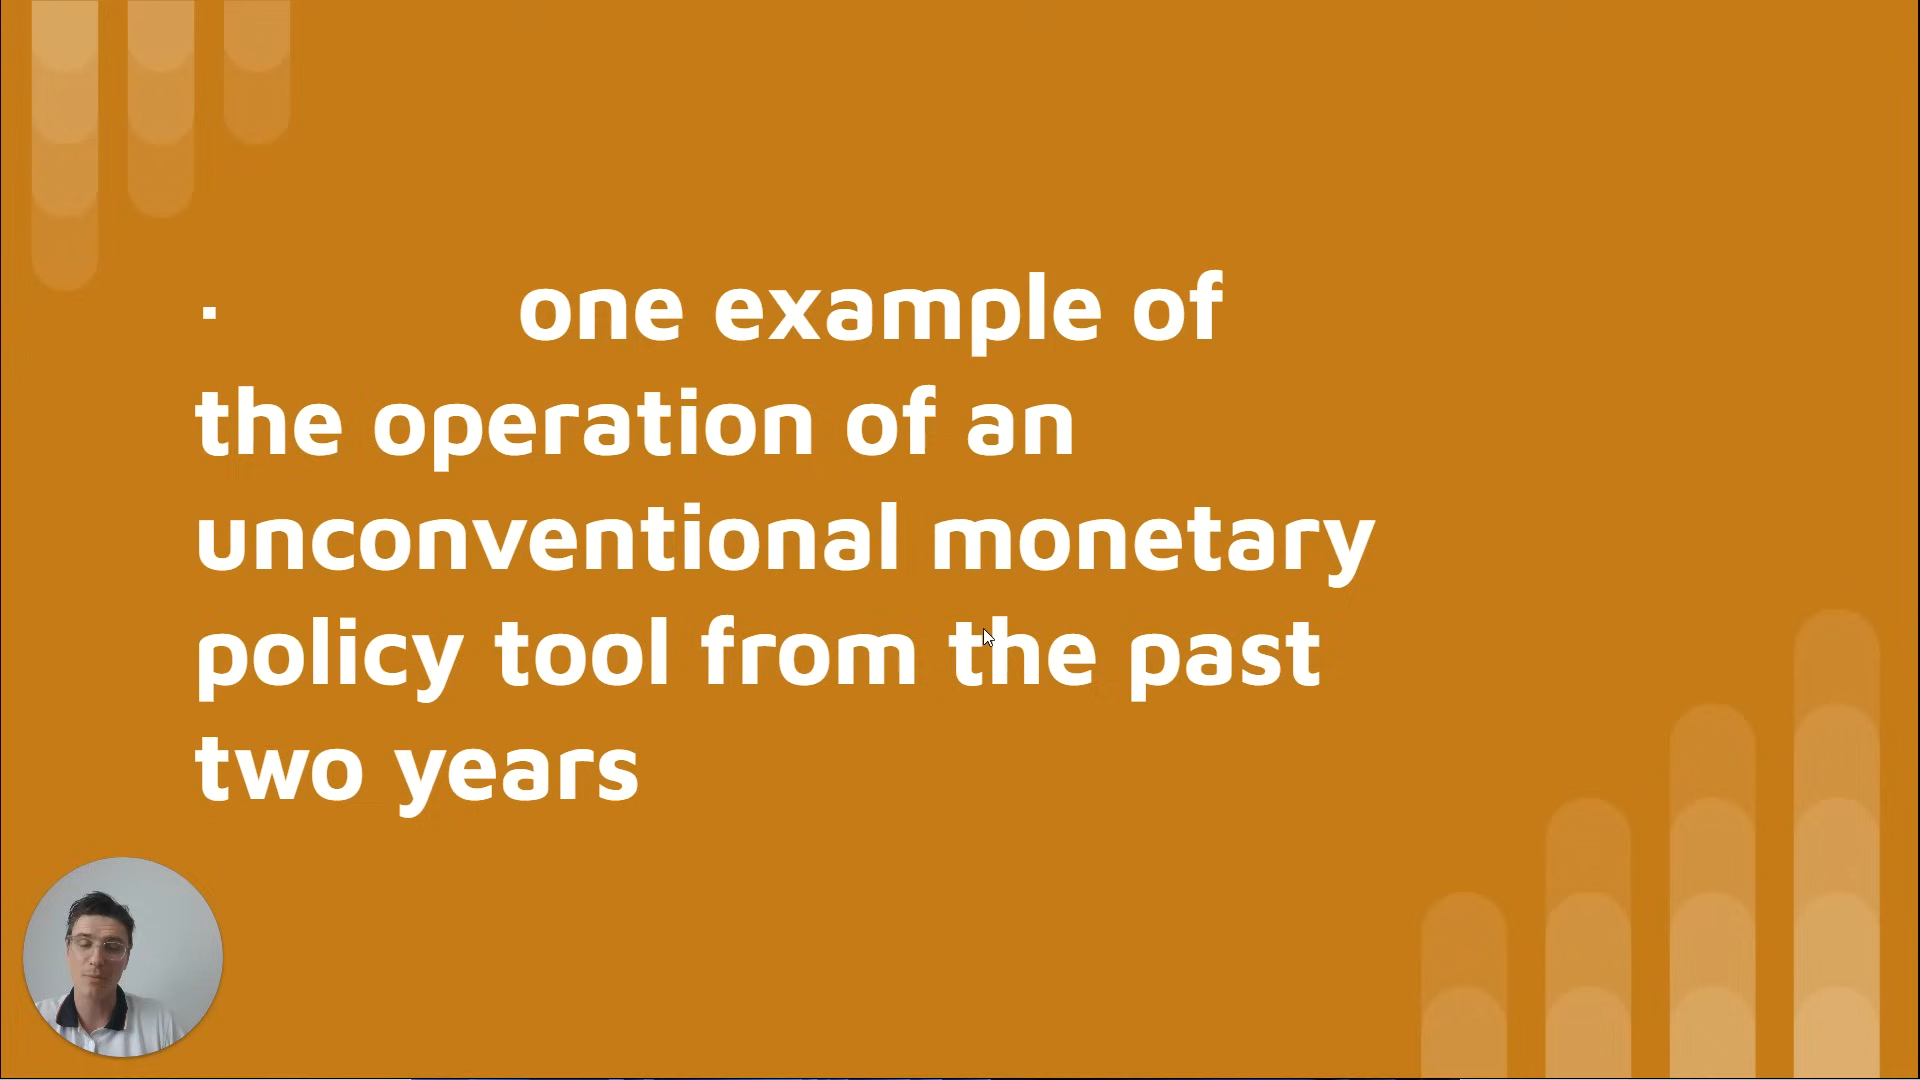 ▪ one example of
the operation of an
unconventional monetary
policy tool from the past
two years